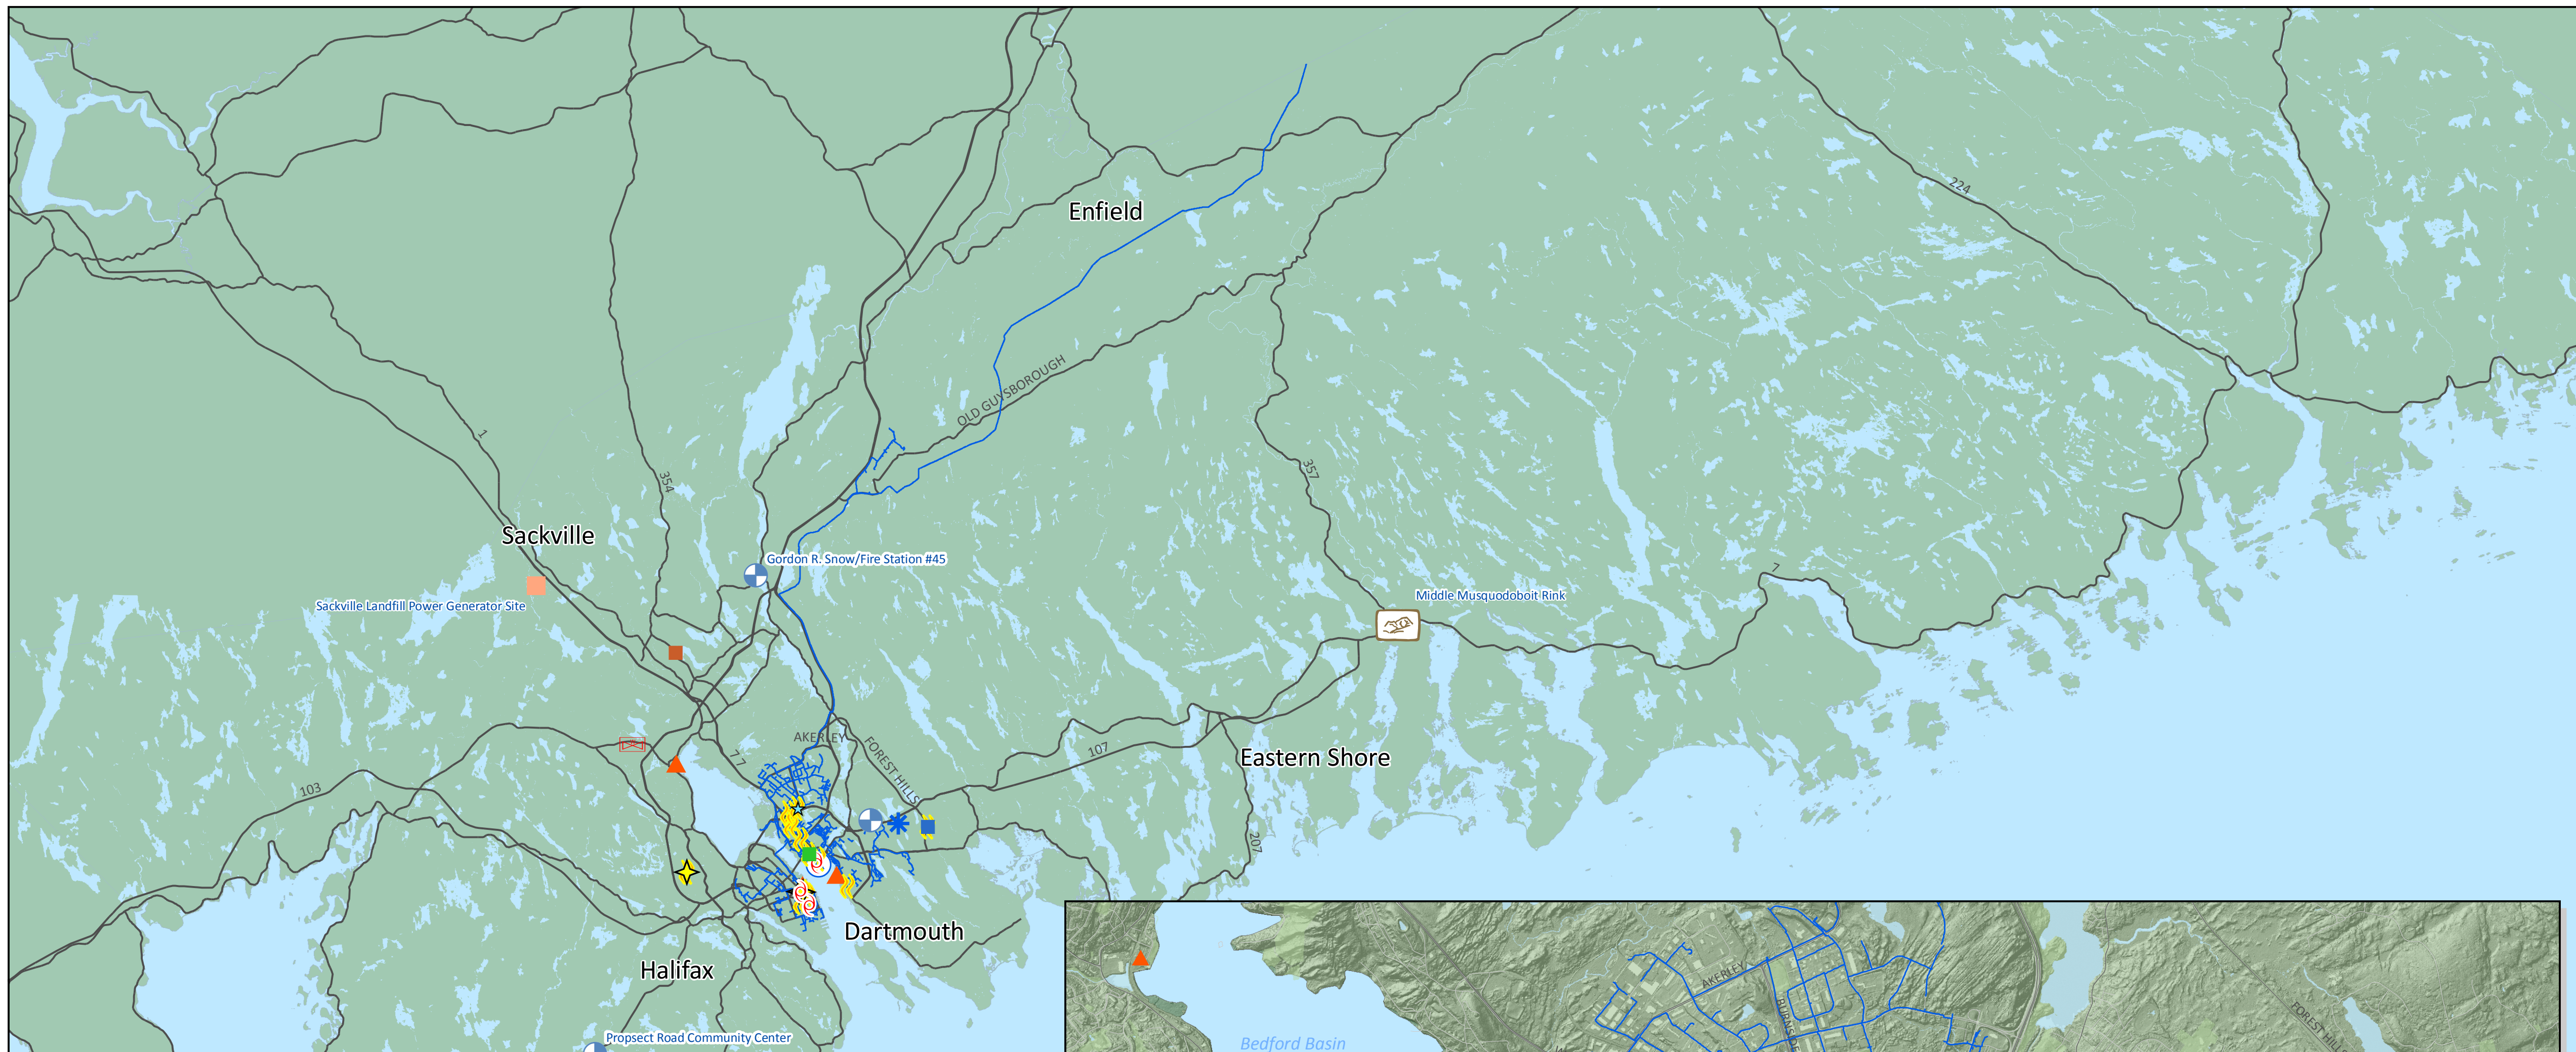 224
Enfield
OLD GUYSBOROUGH
1
354
357
Sackville
Gordon R. Snow/Fire Station #45
7
Middle Musquodoboit Rink
Sackville Landfill Power Generator Site
AKERLEY
FOREST HILLS
77
107
Eastern Shore
103
207
Dartmouth
Halifax
AKERLEY
BURNSIDE
FOREST HILLS
Propsect Road Community Center
Bedford Basin